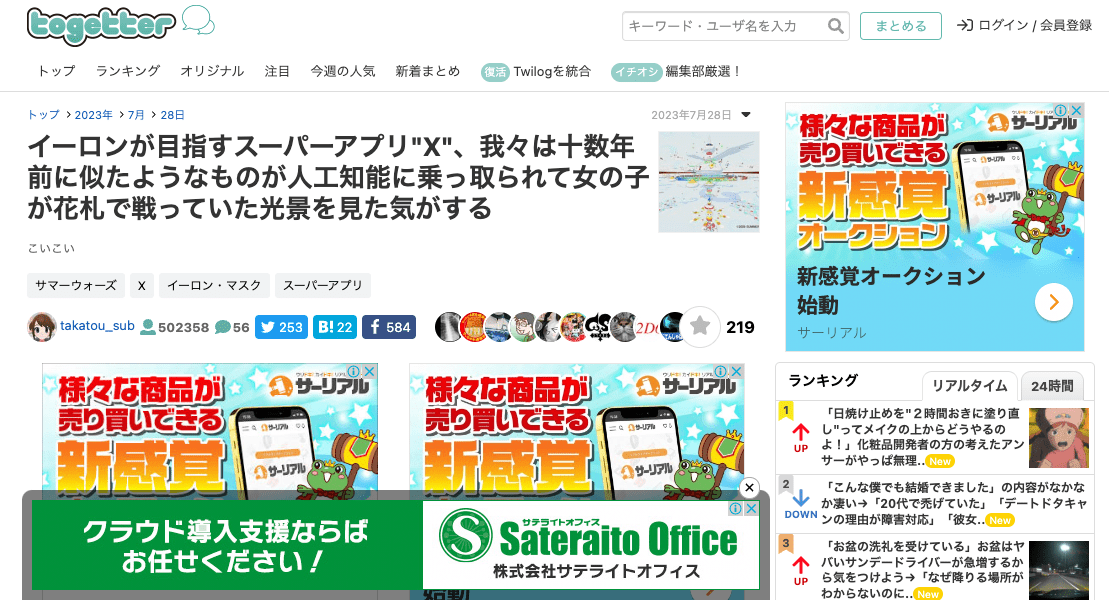 togetter
キーワード・ユーザ名を入力
まとめる
ログイン / 会員登録
トップ ランキング オリジナル 注目 今週の人気 新着まとめ 復活 Twilogを統合 イチオシ 編集部厳選！
トップ > 2023年 > 7月 > 28日
2023年7月28日
イーロンが目指すスーパーアプリ"X"、我々は十数年
前に似たようなものが人工知能に乗っ取られて女の子
が花札で戦っていた光景を見た気がする
こいこい
サマーウォーズ X イーロン・マスク スーパーアプリ
takatou_sub 502358 56 253 B! 22 584 219
様々な商品が
売り買いできる
新感覚
サーリアル
様々な商品が
売り買いできる
新感覚
サーリアル
クラウド導入支援ならば
お任せください！
サテライトオフィス
Sateraito Office
株式会社サテライトオフィス
様々な商品が
売り買いできる
新感覚
オークション
サーリアル
新感覚オークション
始動
サーリアル
ランキング
リアルタイム
24時間
1
UP
「日焼け止めを"２時間おきに塗り直
し"ってメイクの上からどうやるの
よ！」化粧品開発者の方の考えたアン
サーがやっぱ無理.. New
2
DOWN
「こんな僕でも結婚できました」の内容がなかな
か凄い→「20代で禿げていた」「デートドタキャ
ンの理由が障害対応」「彼女.. New
3
UP
「お盆の洗礼を受けている」お盆はヤ
バいサンデードライバーが急増するから
気をつけよう→「なぜ降りる場所が
わからないのに.. New